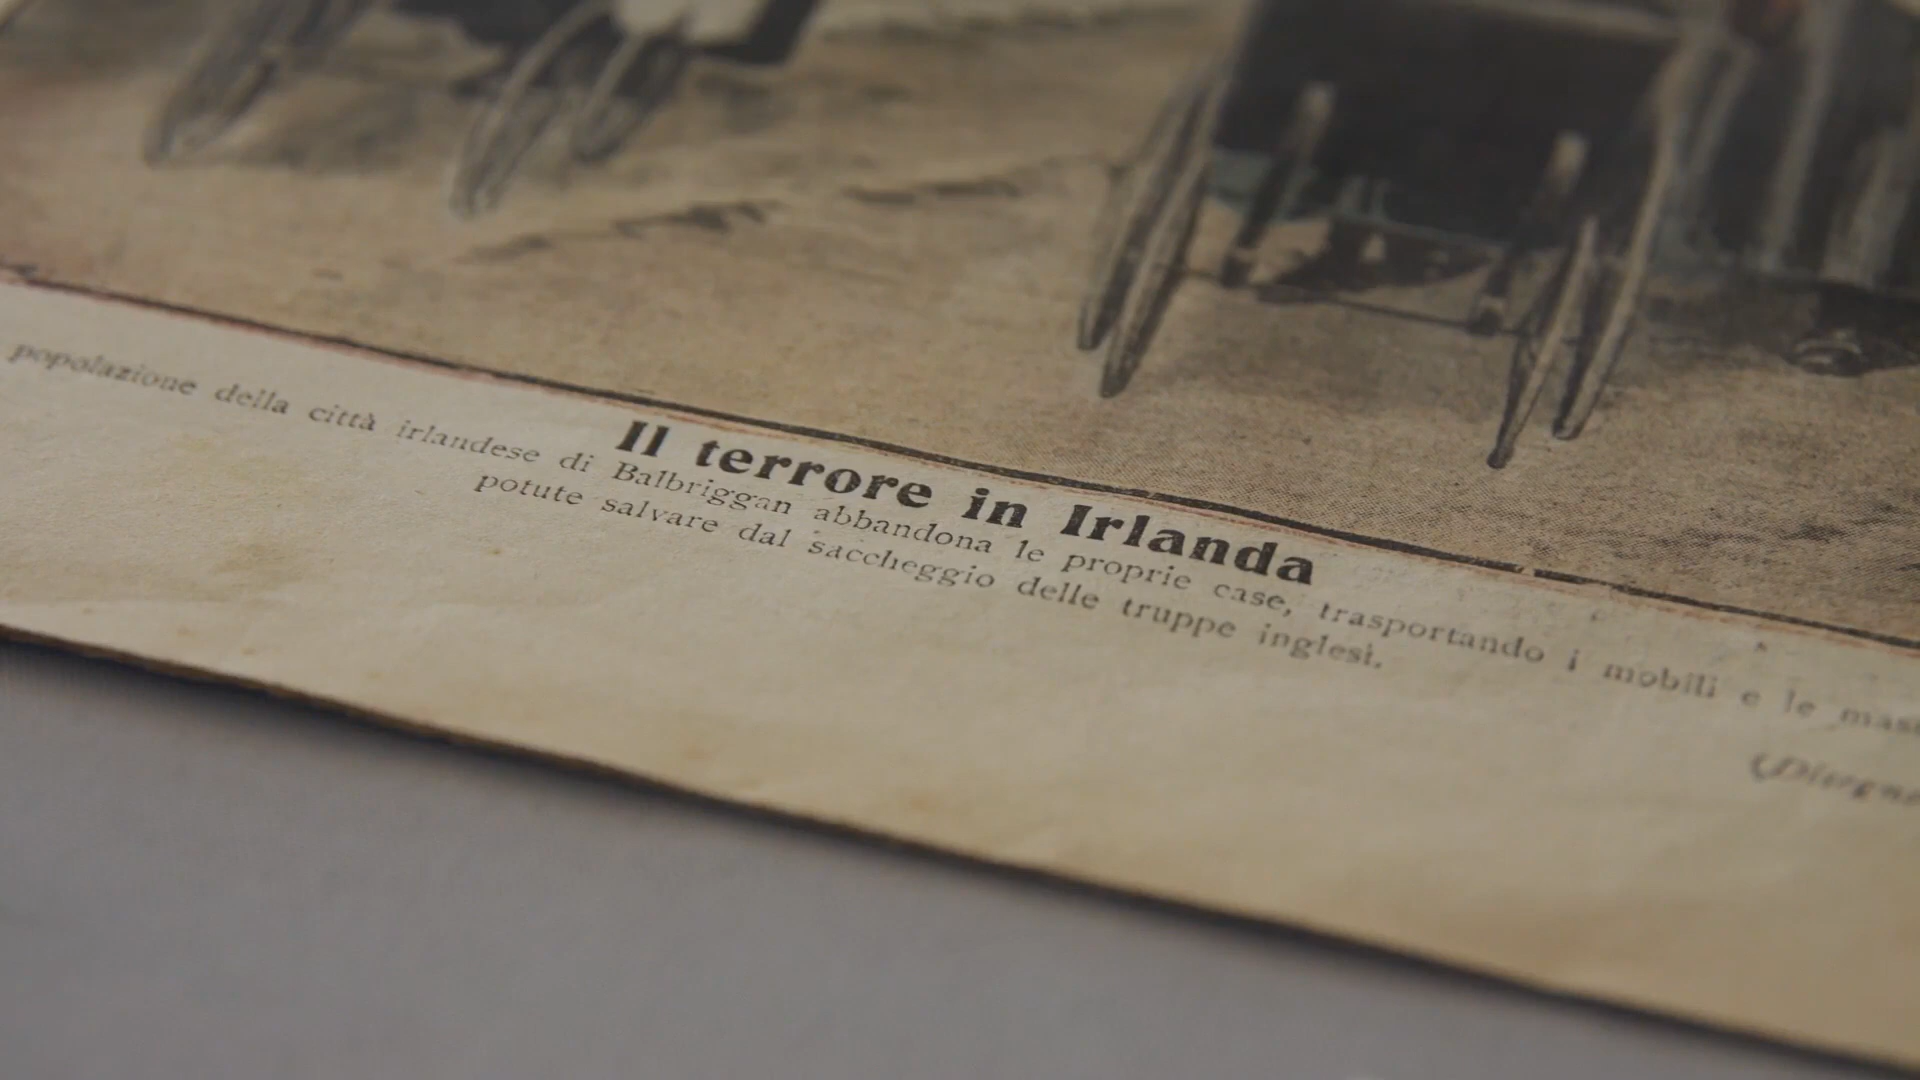 Il terrore in Irlanda
popolazione della città irlandese di Balbriggan abbandona le proprie case, trasportando i mobili e le
potute salvare dal saccheggio delle truppe inglesi.